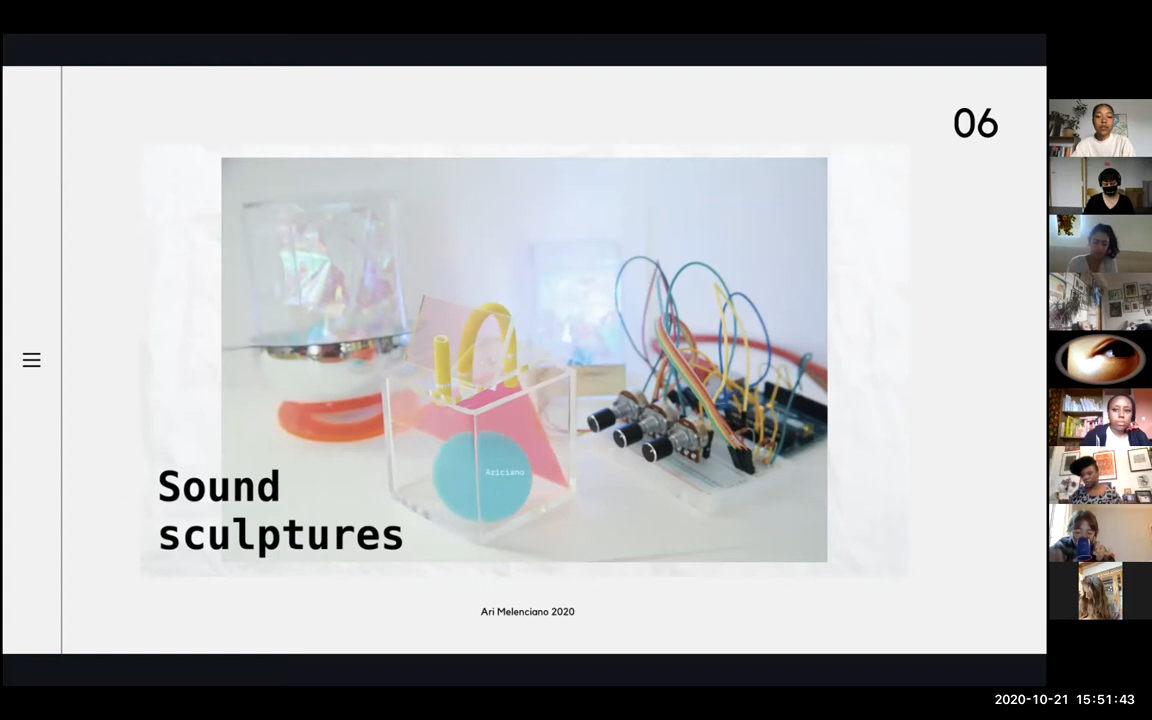 06
Ariciano
Sound
sculptures
Ari Melenciano 2020
2020-10-21 15:51:43